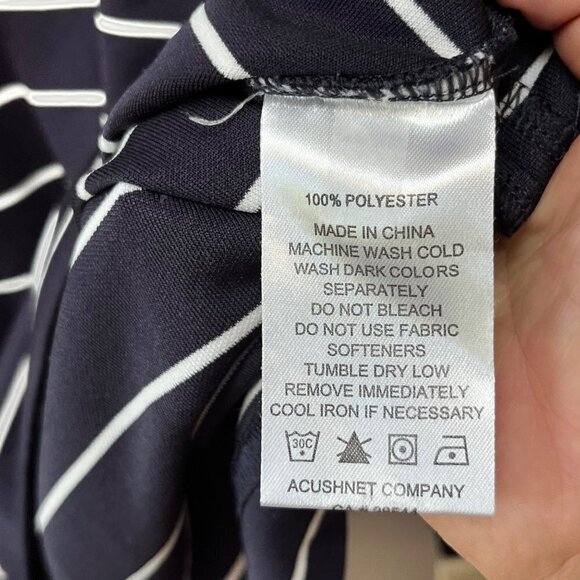 100% POLYESTER
MADE IN CHINA
MACHINE WASH COLD
WASH DARK COLORS
SEPARATELY
DO NOT BLEACH
DO NOT USE FABRIC
SOFTENERS
TUMBLE DRY LOW
REMOVE IMMEDIATELY
COOL IRON IF NECESSARY
30C
ACUSHNET COMPANY